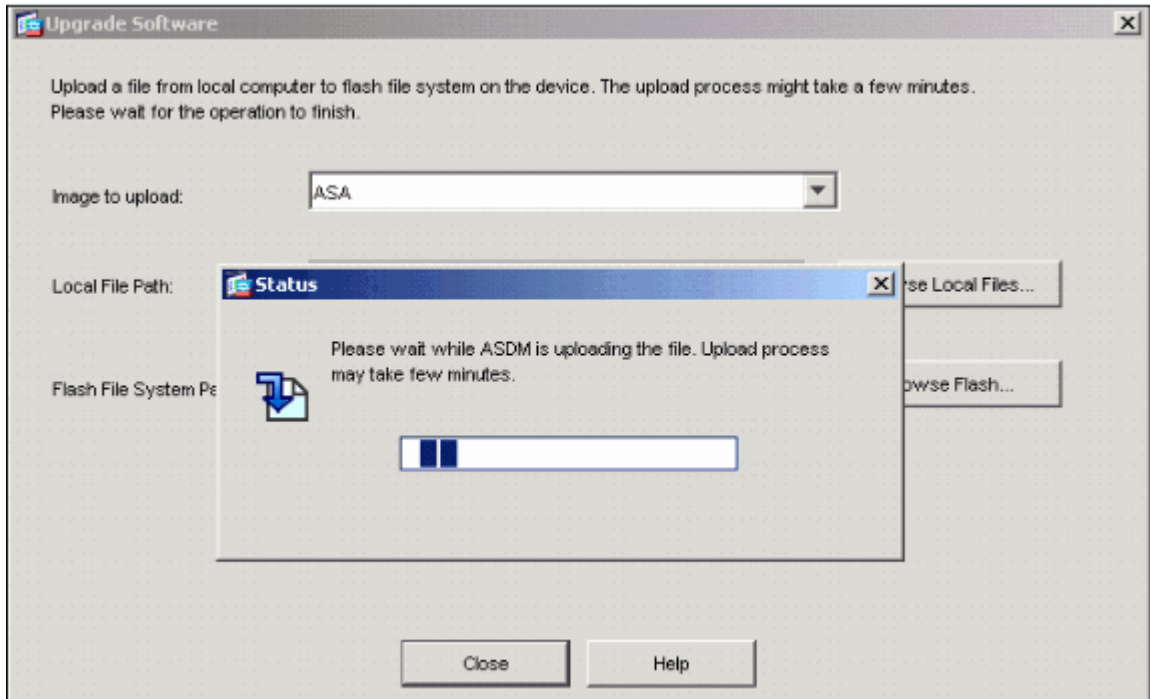 Upgrade Software
Upload a file from local computer to flash file system on the device. The upload process might take a few minutes.
Please wait for the operation to finish.
Image to upload:
ASA
Local File Path:
Local Files...
Status
Please wait while ASDM is uploading the file. Upload process
may take few minutes.
Flash File System
Flash...
Close
Help